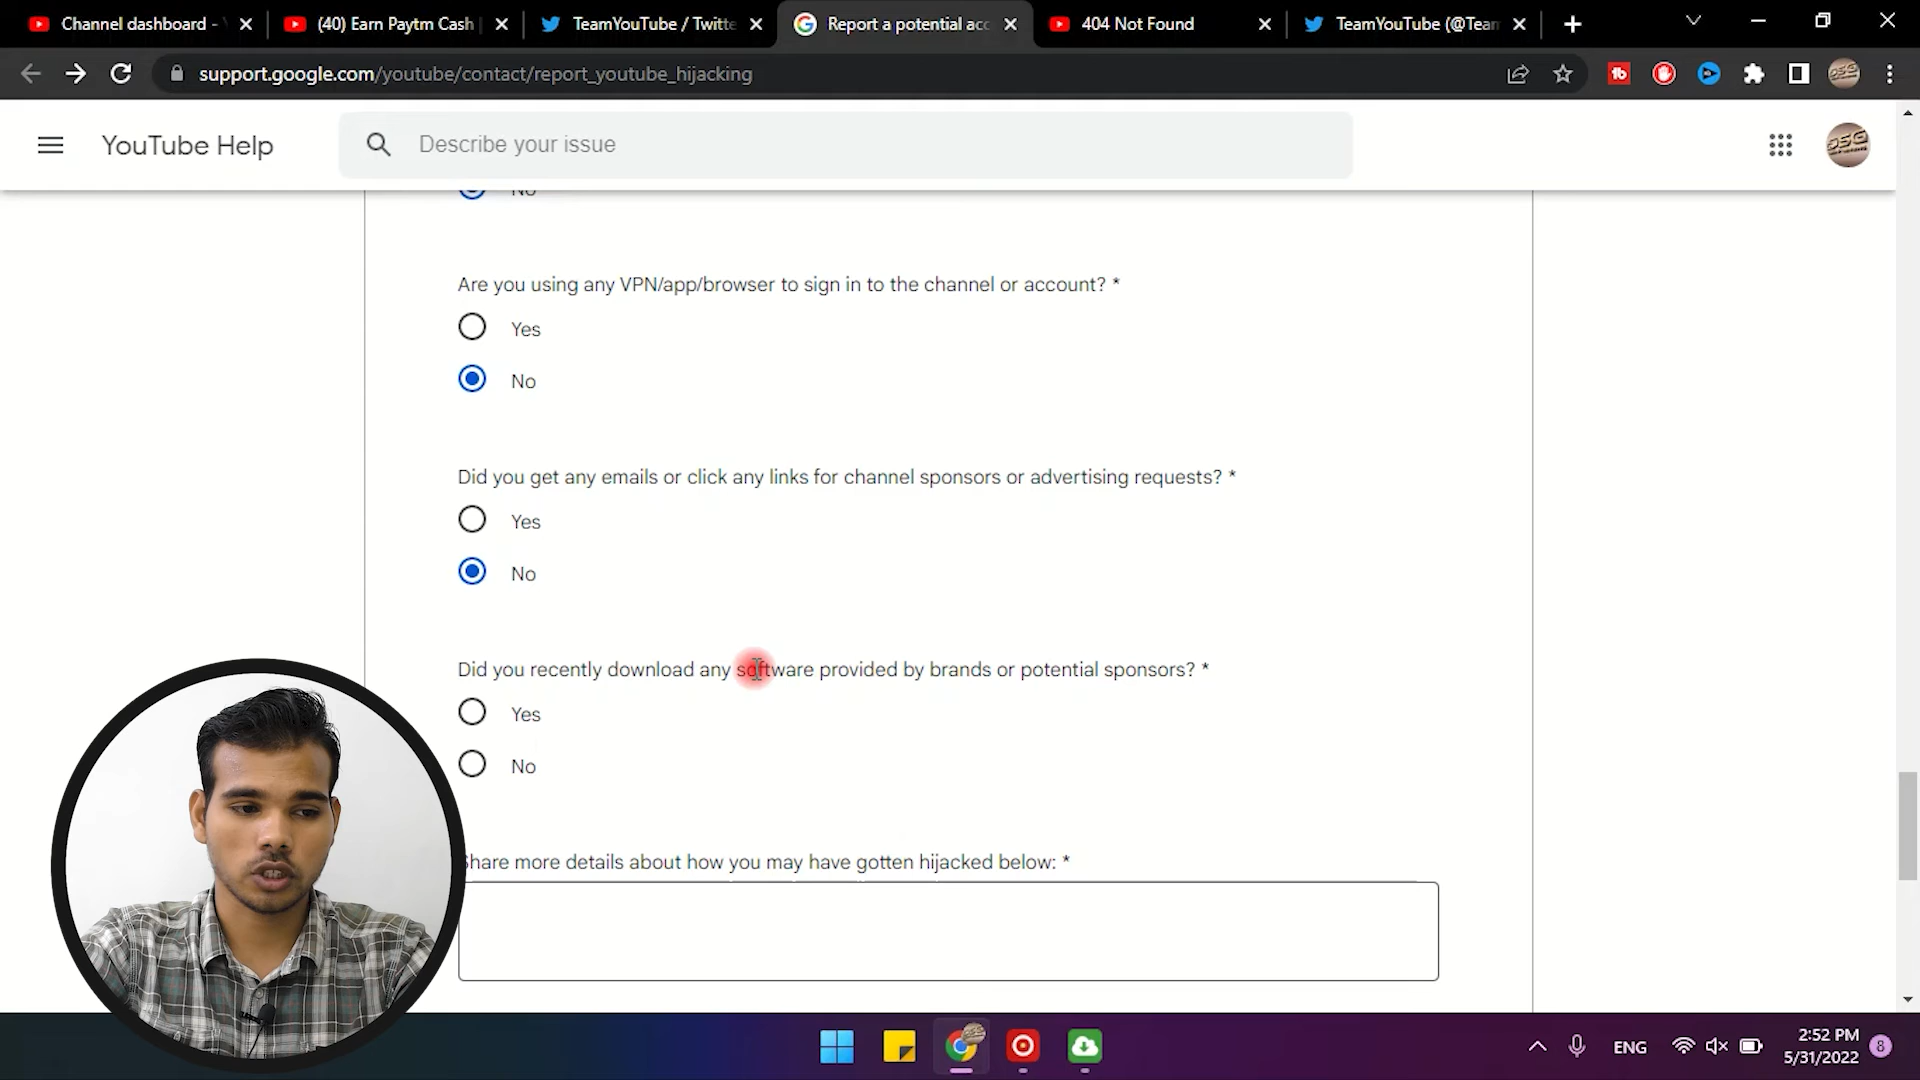 Channel dashboard -
(40) Earn Paytm Cash
TeamYouTube / Twitte
Report a potential acc
404 Not Found
TeamYouTube (@Team
support.google.com/youtube/contact/report_youtube_hijacking
YouTube Help
Describe your issue
No
Are you using any VPN/app/browser to sign in to the channel or account? *
Yes
No
Did you get any emails or click any links for channel sponsors or advertising requests? *
Yes
No
Did you recently download any software provided by brands or potential sponsors? *
Yes
No
hare more details about how you may have gotten hijacked below: *
ENG
2:52 PM
5/31/2022
8